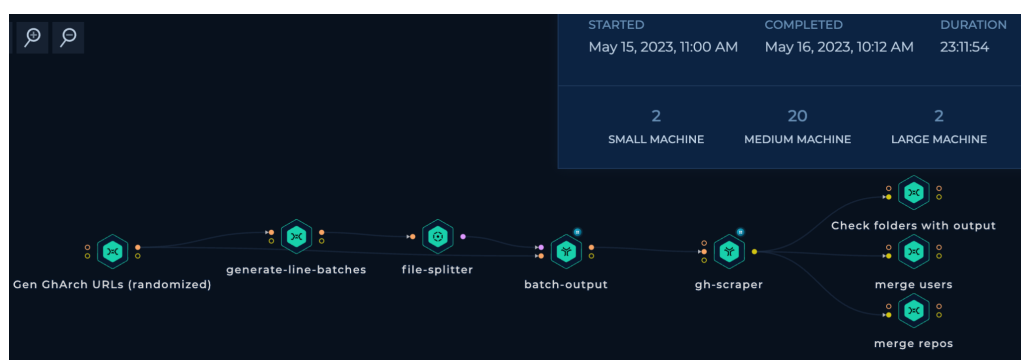 STARTED COMPLETED DURATION
May 15, 2023, 11:00 AM May 16, 2023, 10:12 AM 23:11:54
2 20 2
SMALL MACHINE MEDIUM MACHINE LARGE MACHINE
Check folders with output
generate-line-batches file-splitter
Gen GhArch URLs (randomized) batch-output gh-scraper merge users
merge repos